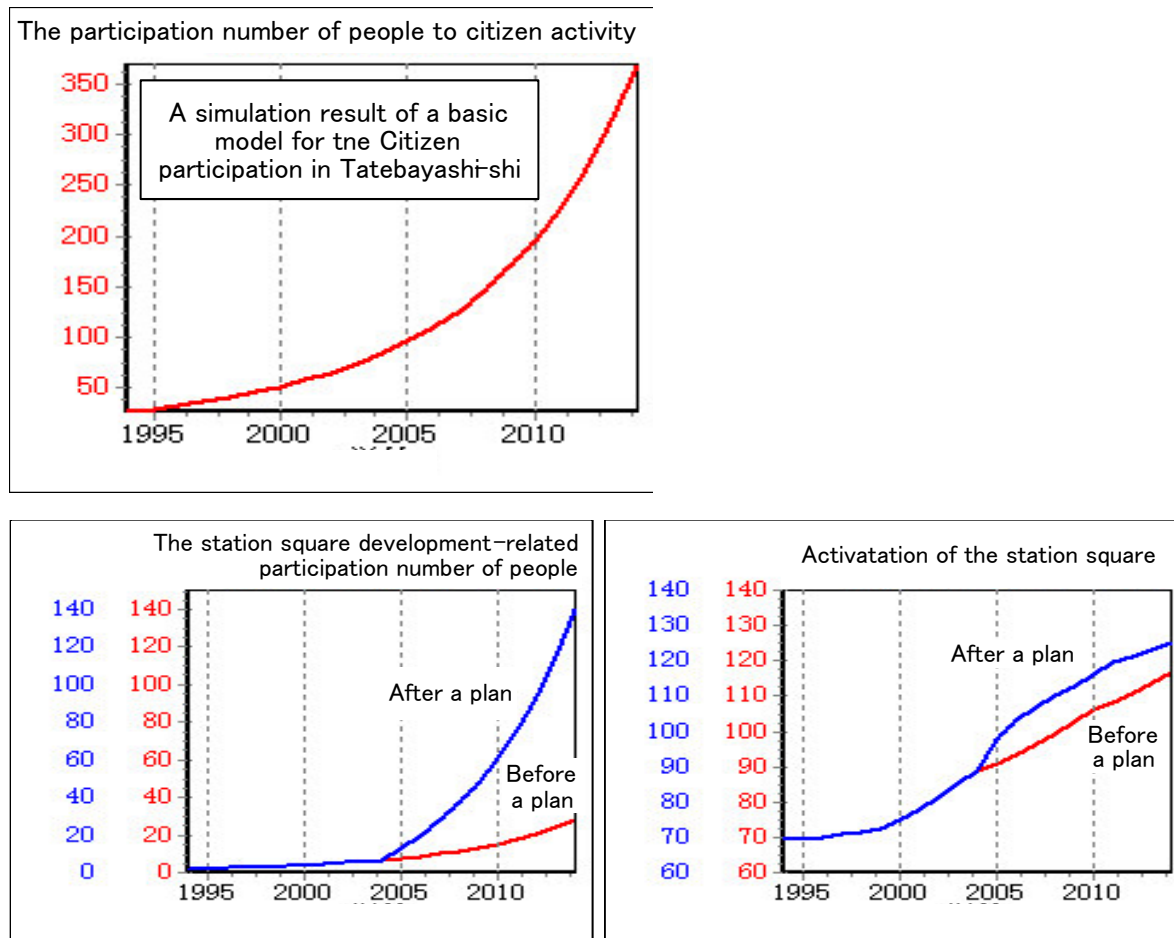 The participation number of people to citizen activity
350
300
250
200
150
100
50
A simulation result of a basic
model for tne Citizen
participation in Tatebayashi-shi
1995 2000 2005 2010
The station square development-related
participation number of people
140 140
120 120
100 100
80 80
60 60
40 40
20 20
0 0
After a plan
Before
a plan
1995 2000 2005 2010
Activatation of the station square
140 140
130 130
120 120
110 110
100 100
90 90
80 80
70 70
60 60
After a plan
Before
a plan
1995 2000 2005 2010